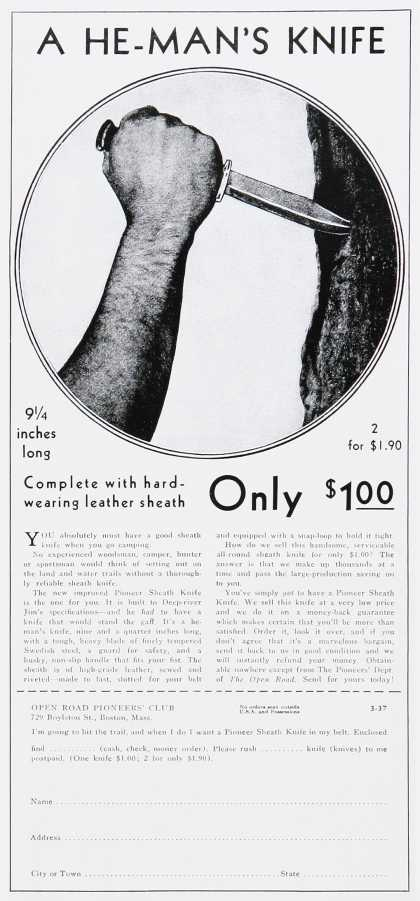 A HE-MAN'S KNIFE
9¼
inches
long
2
for $1.90
Complete with hard-
wearing leather sheath
Only $1.00
YOU absolutely must have a good sheath
knife when you go camping.
No experienced woodsman, camper, hunter
or sportsman would think of setting out on
the land and water trails without a thorough-
ly reliable sheath knife.
The new improved Pioneer Sheath Knife
is the one for you. It is built to Deep-river
Jim's specifications—and he had to have a
knife that would stand the gaff. It's a he-
man's knife, nine and a quarter inches long,
with a tough, heavy blade of finely tempered
Swedish steel, a guard for safety, and a
husky, non-slip handle that fits your fist. The
sheath is of high-grade leather, sewed and
riveted—made to last, slotted for your belt
and equipped with a snap-loop to hold it tight.
How do we sell this handsome, serviceable
all-round sheath knife for only $1.00? The
answer is that we make up thousands at a
time and pass the large-production saving on
to you.
You've simply got to have a Pioneer Sheath
Knife. We sell this knife at a very low price
and we do it on a money-back guarantee
which makes certain that you'll be more than
satisfied. Order it, look it over, and if you
don't agree that it's a marvelous bargain,
send it back to us in good condition and we
will instantly refund your money. Obtain-
able nowhere except from The Pioneers' Dept
of The Open Road. Send for yours today!
OPEN ROAD PIONEERS' CLUB
729 Boylston St., Boston, Mass.
No orders sent outside
U.S.A. and Possessions
3-37
I'm going to hit the trail, and when I do I want a Pioneer Sheath Knife in my belt. Enclosed
find ........... (cash, check, money order). Please rush .......... knife (knives) to me
postpaid. (One knife $1.00; 2 for only $1.90).
Name
Address
City or Town State